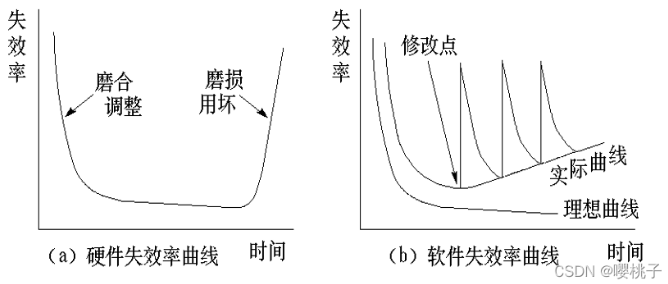 失效率
磨合
调整
磨损
用坏
时间
(a) 硬件失效率曲线
失效率
修改点
实际曲线
理想曲线
时间
(b) 软件失效率曲线
CSDN @嘤桃子